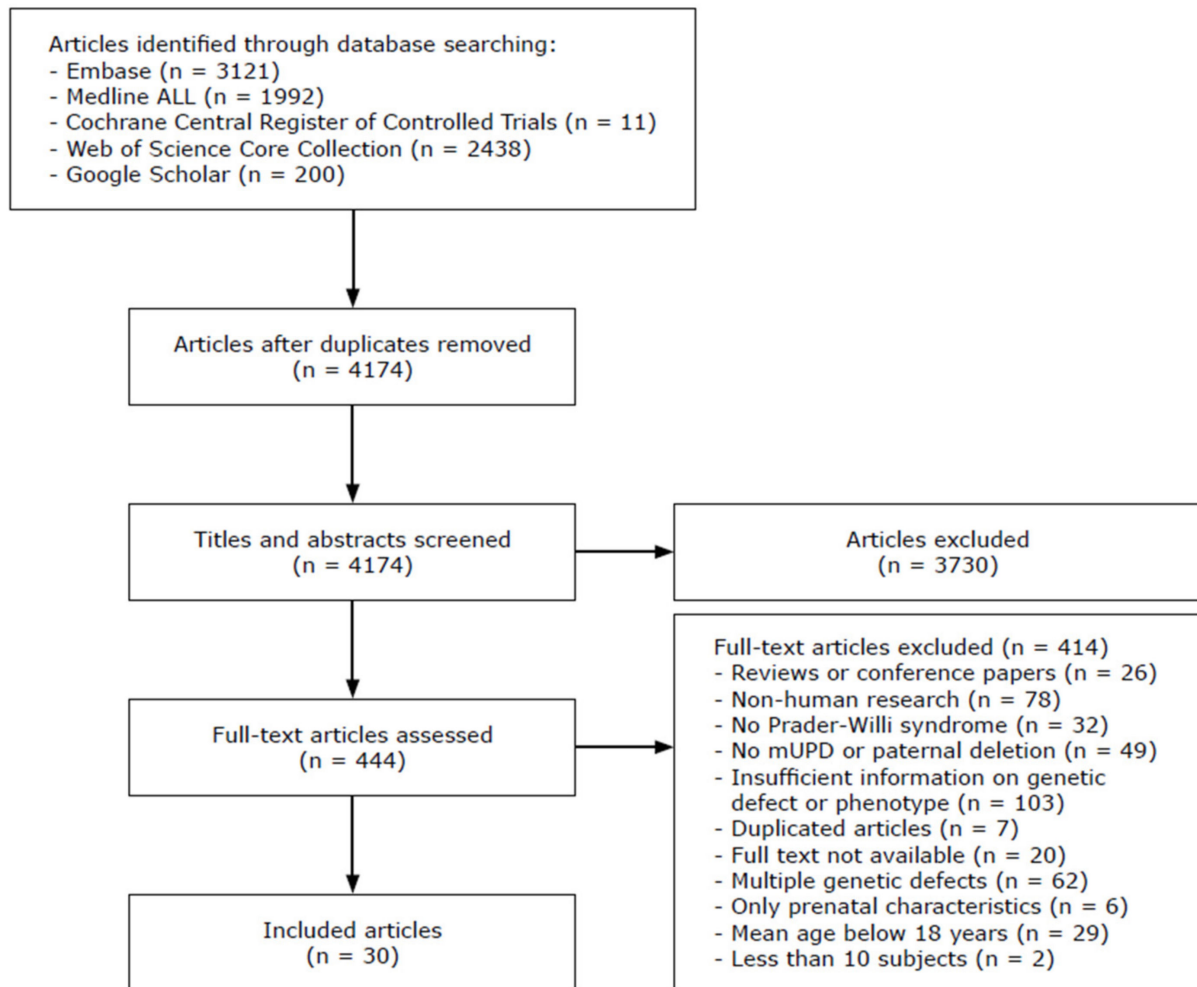 Articles identified through database searching:
- Embase (n = 3121)
- Medline ALL (n = 1992)
- Cochrane Central Register of Controlled Trials (n = 11)
- Web of Science Core Collection (n = 2438)
- Google Scholar (n = 200)
Articles after duplicates removed
(n = 4174)
Titles and abstracts screened
(n = 4174)
Articles excluded
(n = 3730)
Full-text articles assessed
(n = 444)
Full-text articles excluded (n = 414)
- Reviews or conference papers (n = 26)
- Non-human research (n = 78)
- No Prader-Willi syndrome (n = 32)
- No mUPD or paternal deletion (n = 49)
- Insufficient information on genetic
defect or phenotype (n = 103)
- Duplicated articles (n = 7)
- Full text not available (n = 20)
- Multiple genetic defects (n = 62)
- Only prenatal characteristics (n = 6)
- Mean age below 18 years (n = 29)
- Less than 10 subjects (n = 2)
Included articles
(n = 30)